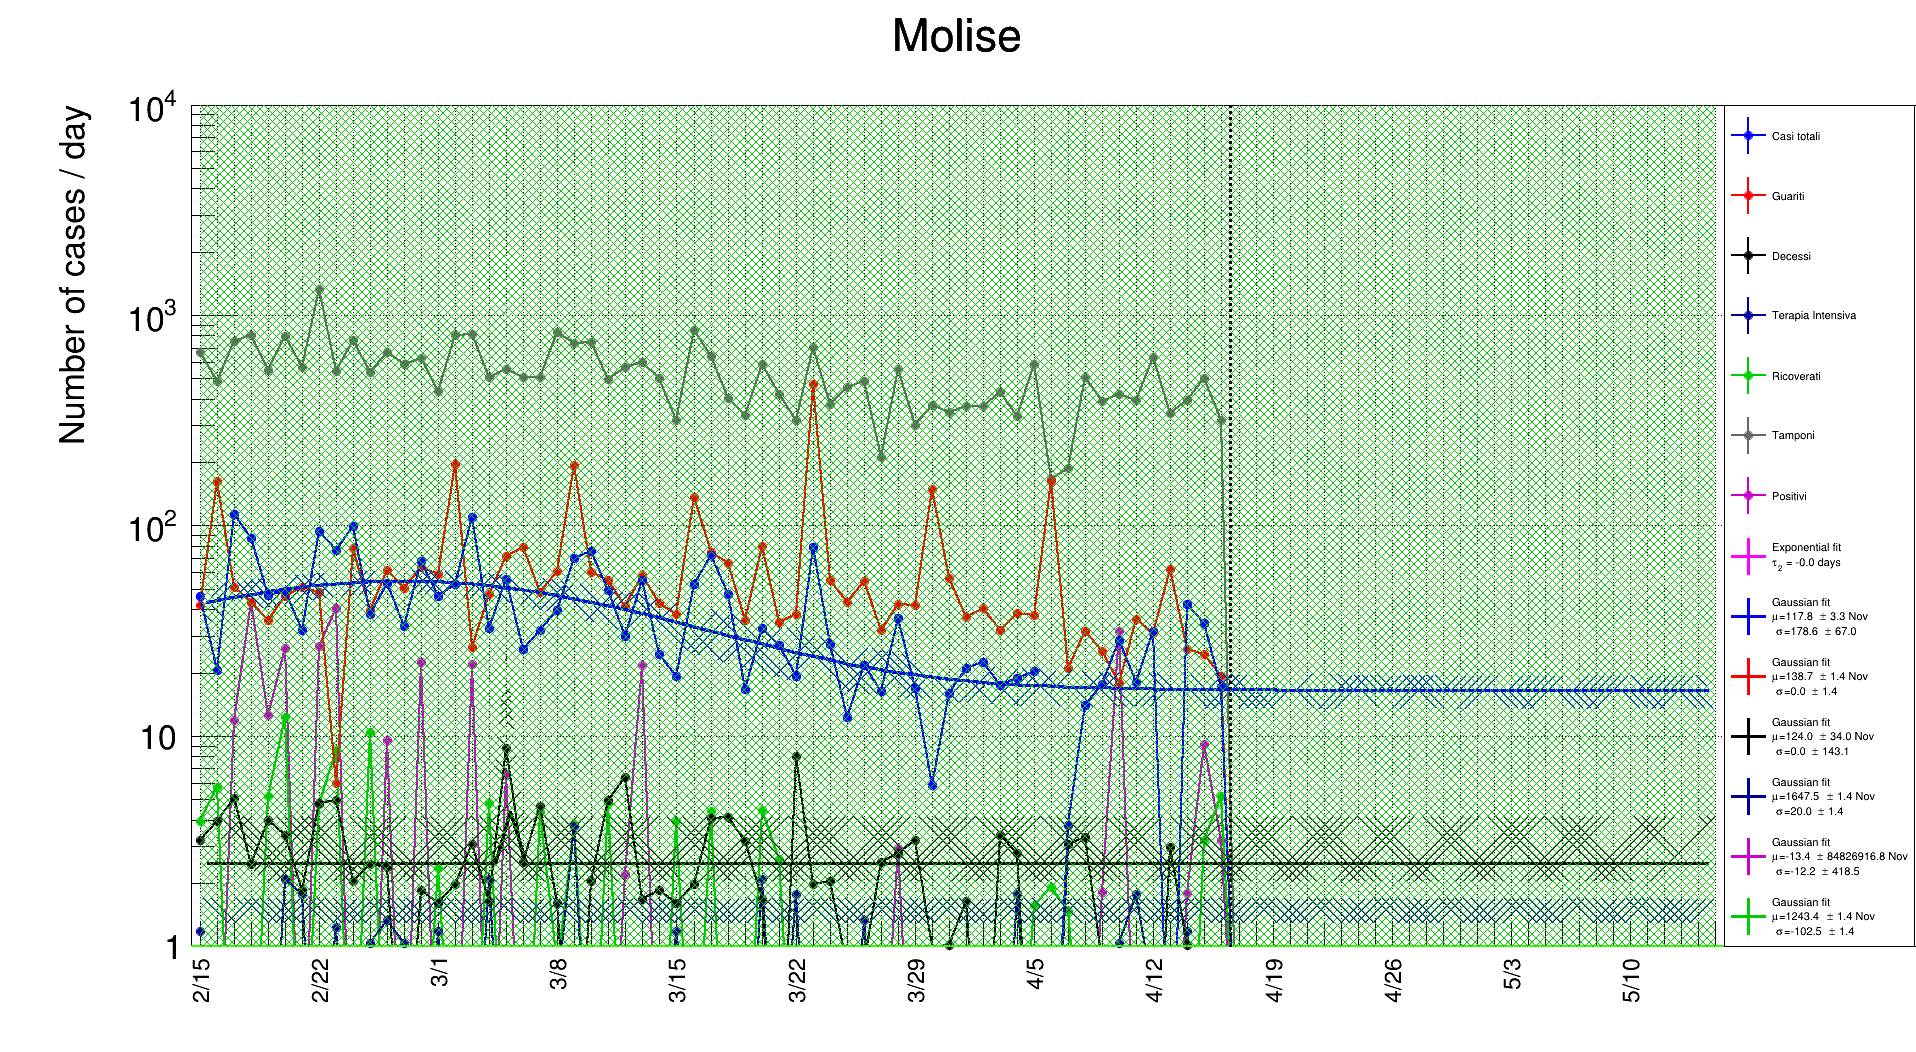 Molise
Number of cases / day
10^4
10^3
10^2
10
1
2/15
2/22
3/1
3/8
3/15
3/22
3/29
4/5
4/12
4/19
4/26
5/3
5/10
Casi totali
Guariti
Decessi
Terapia Intensiva
Ricoverati
Tamponi
Positivi
Exponential fit
τ_2 = -0.0 days
Gaussian fit
μ=117.8 ± 3.3 Nov
σ=178.6 ± 67.0
Gaussian fit
μ=138.7 ± 1.4 Nov
σ=0.0 ± 1.4
Gaussian fit
μ=124.0 ± 34.0 Nov
σ=0.0 ± 143.1
Gaussian fit
μ=1647.5 ± 1.4 Nov
σ=20.0 ± 1.4
Gaussian fit
μ=-13.4 ± 84826916.8 Nov
σ=-12.2 ± 418.5
Gaussian fit
μ=1243.4 ± 1.4 Nov
σ=-102.5 ± 1.4